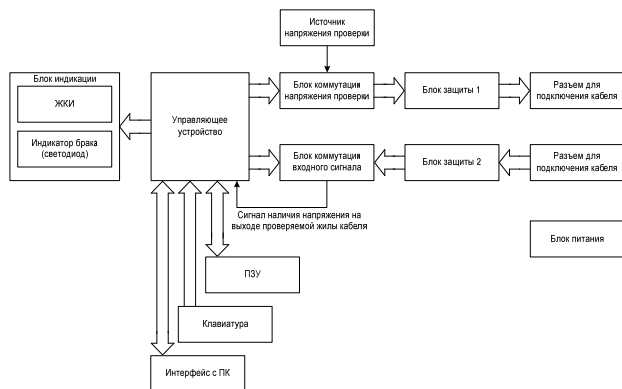 Источник
напряжения проверки
Блок индикации
ЖКИ
Индикатор брака
(светодиод)
Управляющее
устройство
Блок коммутации
напряжения проверки
Блок защиты 1
Разъем для
подключения кабеля
Блок коммутации
входного сигнала
Блок защиты 2
Разъем для
подключения кабеля
Сигнал наличия напряжения на
выходе проверяемой жилы кабеля
Блок питания
ПЗУ
Клавиатура
Интерфейс с ПК